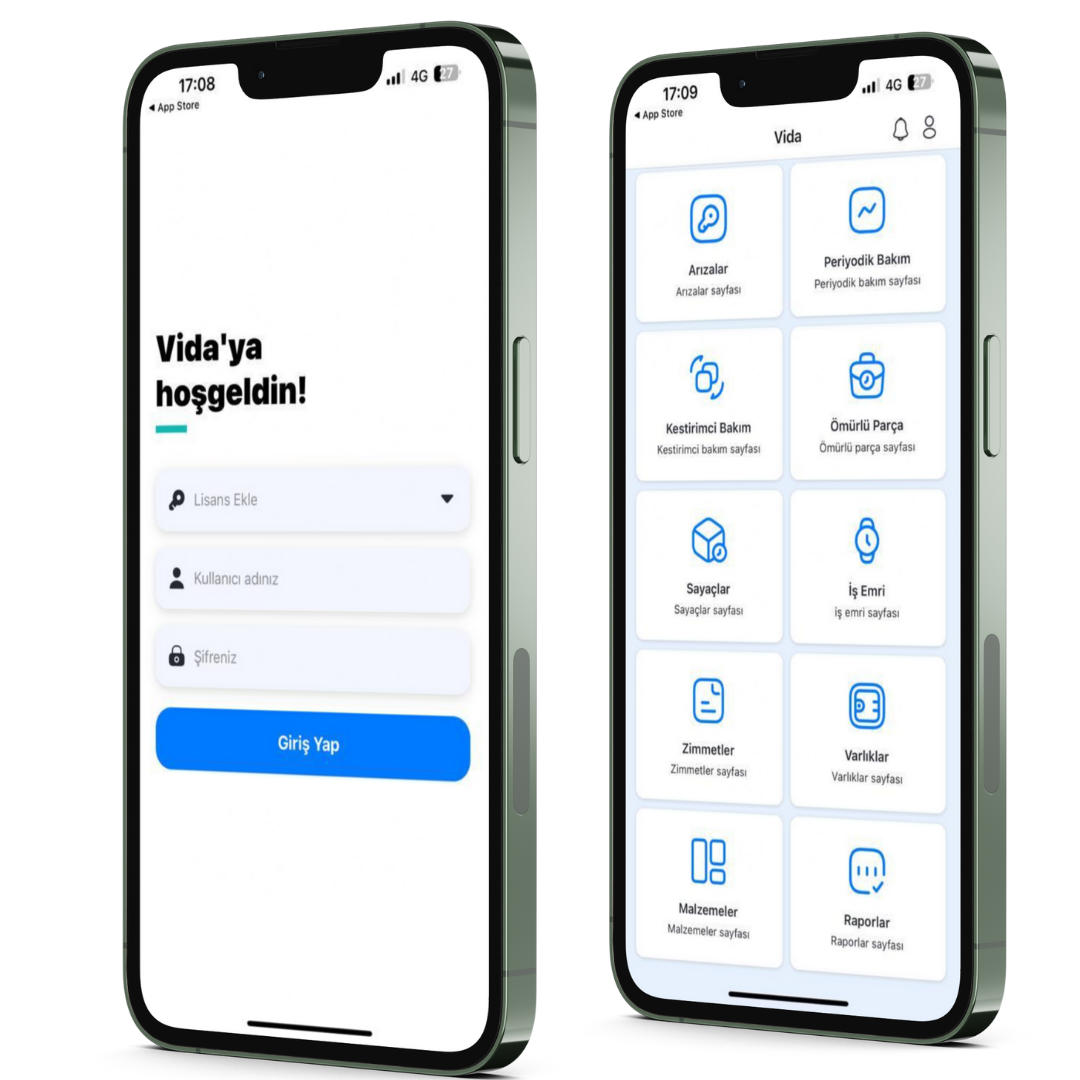 17:08
4G 27
◀ App Store
Vida'ya
hoşgeldin!
Lisans Ekle
Kullanıcı adınız
Şifreniz
Giriş Yap
17:09
4G 27
◀ App Store
Vida
Arızalar
Arızalar sayfası
Periyodik Bakım
Periyodik bakım sayfası
Kestirimci Bakım
Kestirimci bakım sayfası
Ömürlü Parça
Ömürlü parça sayfası
Sayaçlar
Sayaçlar sayfası
İş Emri
iş emri sayfası
Zimmetler
Zimmetler sayfası
Varlıklar
Varlıklar sayfası
Malzemeler
Malzemeler sayfası
Raporlar
Raporlar sayfası